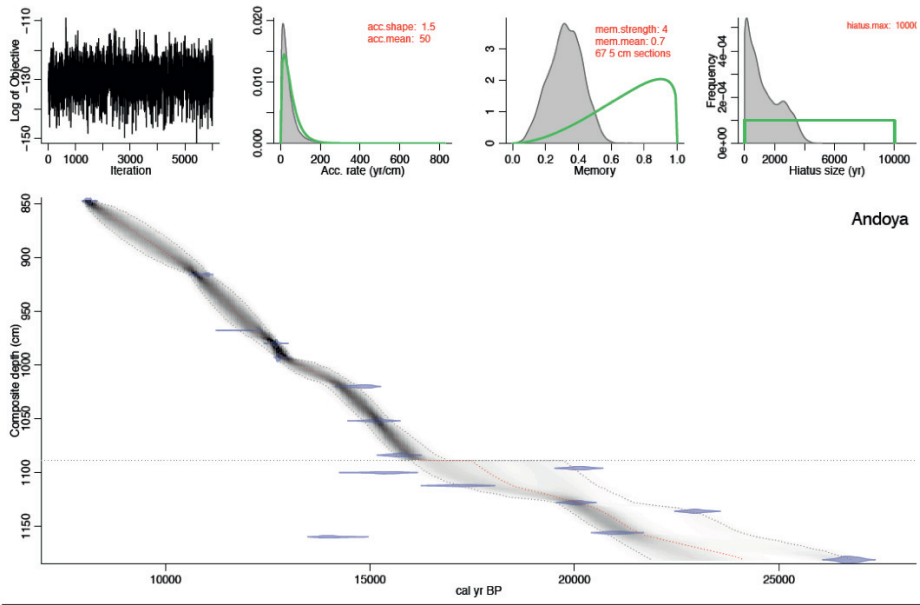 -110
-130
-150
Log of Objective
0 1000 3000 5000
Iteration
0.020
0.010
0.000
acc.shape: 1.5
acc.mean: 50
0 200 400 600 800
Acc. rate (yr/cm)
3
2
1
0
mem.strength: 4
mem.mean: 0.7
67 5 cm sections
0.0 0.2 0.4 0.6 0.8 1.0
Memory
Frequency
4e-04
2e-04
0e+00
hiatus.max: 10000
0 2000 6000 10000
Hiatus size (yr)
Andoya
Composite depth (cm)
850
900
950
1000
1050
1100
1150
10000 15000 20000 25000
cal yr BP